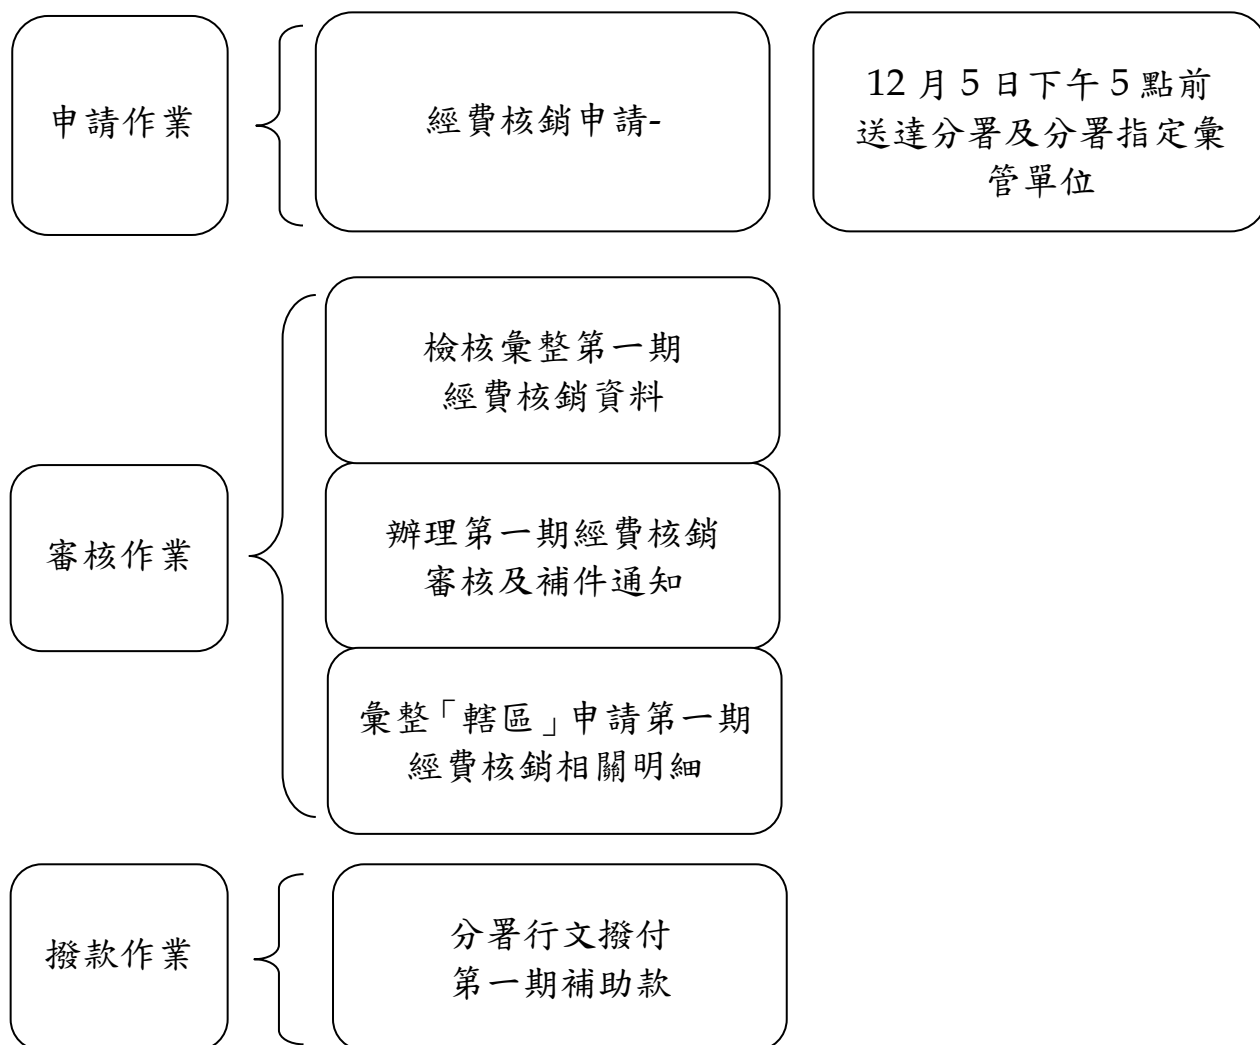 申請作業
經費核銷申請-
12 月 5 日下午 5 點前
送達分署及分署指定彙
管單位
檢核彙整第一期
經費核銷資料
審核作業
辦理第一期經費核銷
審核及補件通知
彙整「轄區」申請第一期
經費核銷相關明細
撥款作業
分署行文撥付
第一期補助款